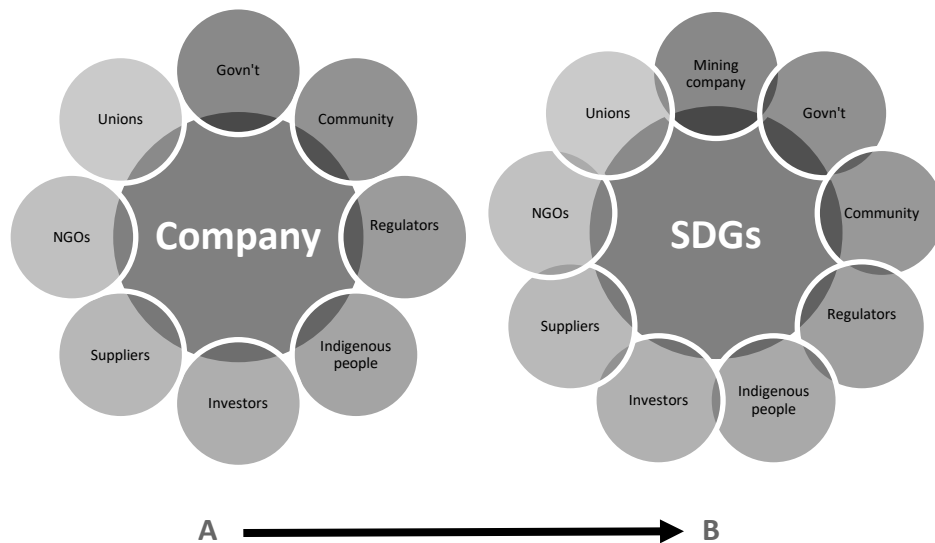 Govn't
Unions
Community
NGOs
Company
Regulators
Suppliers
Indigenous
people
Investors
Mining
company
Unions
Govn't
NGOs
SDGs
Community
Suppliers
Regulators
Investors
Indigenous
people
A
B